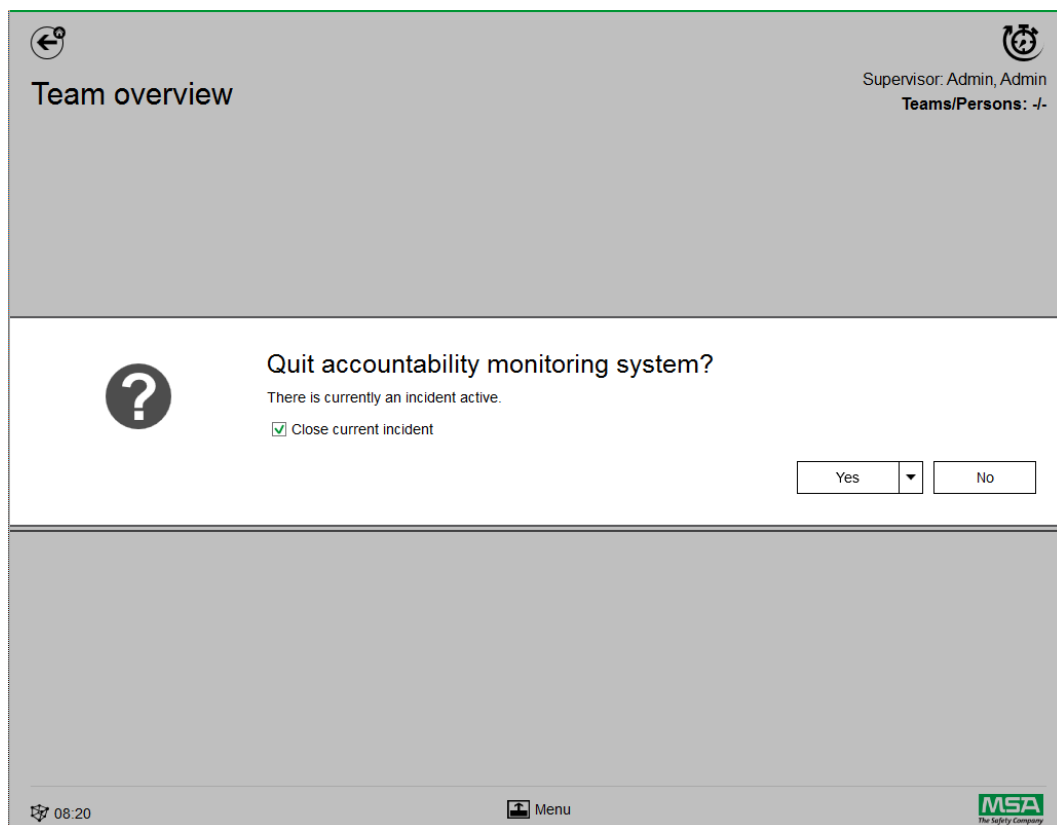 Team overview
Supervisor: Admin, Admin
Teams/Persons: -/-
Quit accountability monitoring system?
There is currently an incident active.
Close current incident
Yes
No
08:20
Menu
MSA
The Safety Company